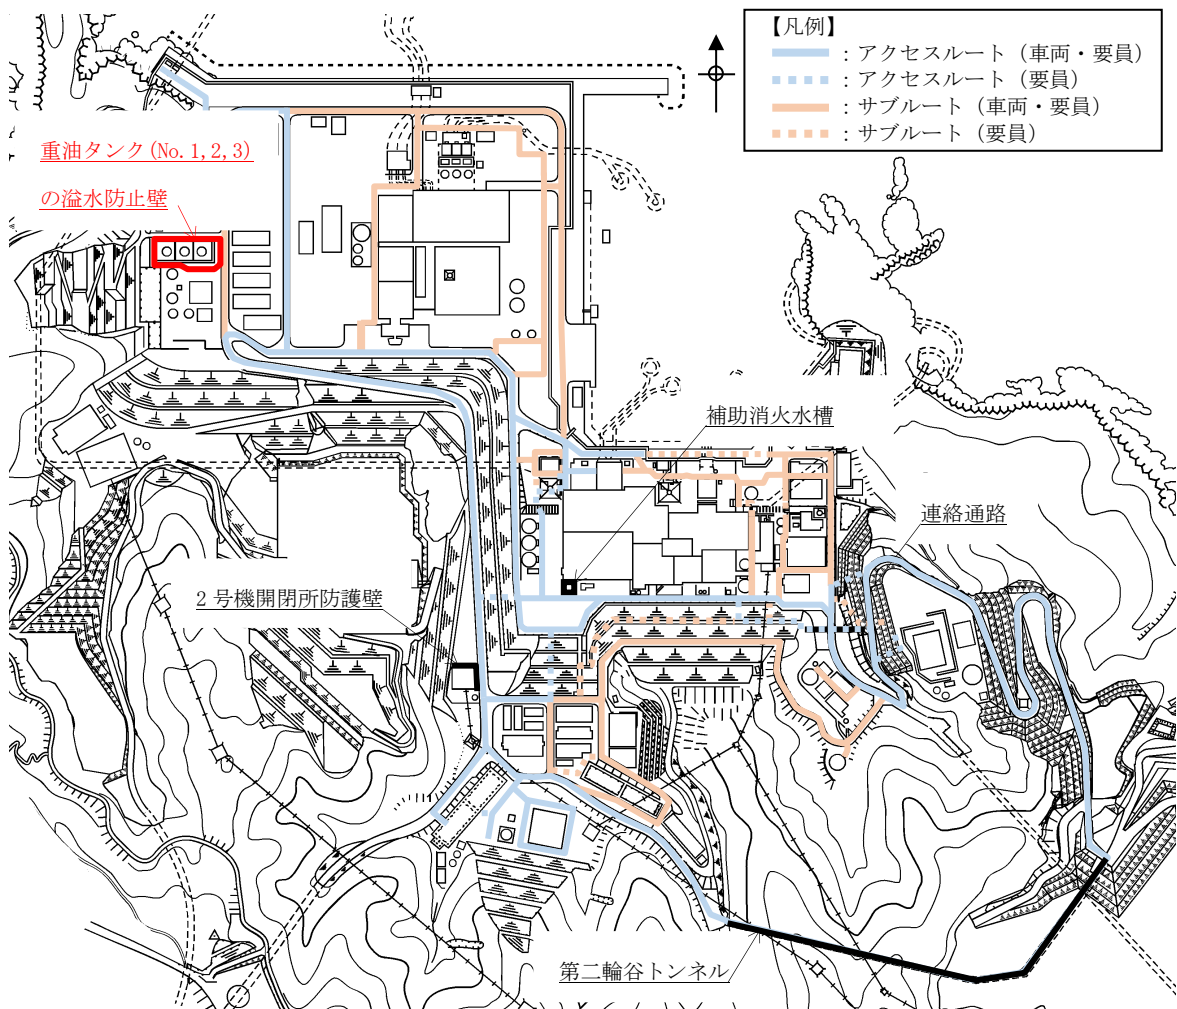 【凡例】
：アクセスルート（車両・要員）
：アクセスルート（要員）
：サブルート（車両・要員）
：サブルート（要員）
重油タンク(No.1,2,3)
の溢水防止壁
補助消火水槽
連絡通路
2号機開閉所防護壁
第二輪谷トンネル